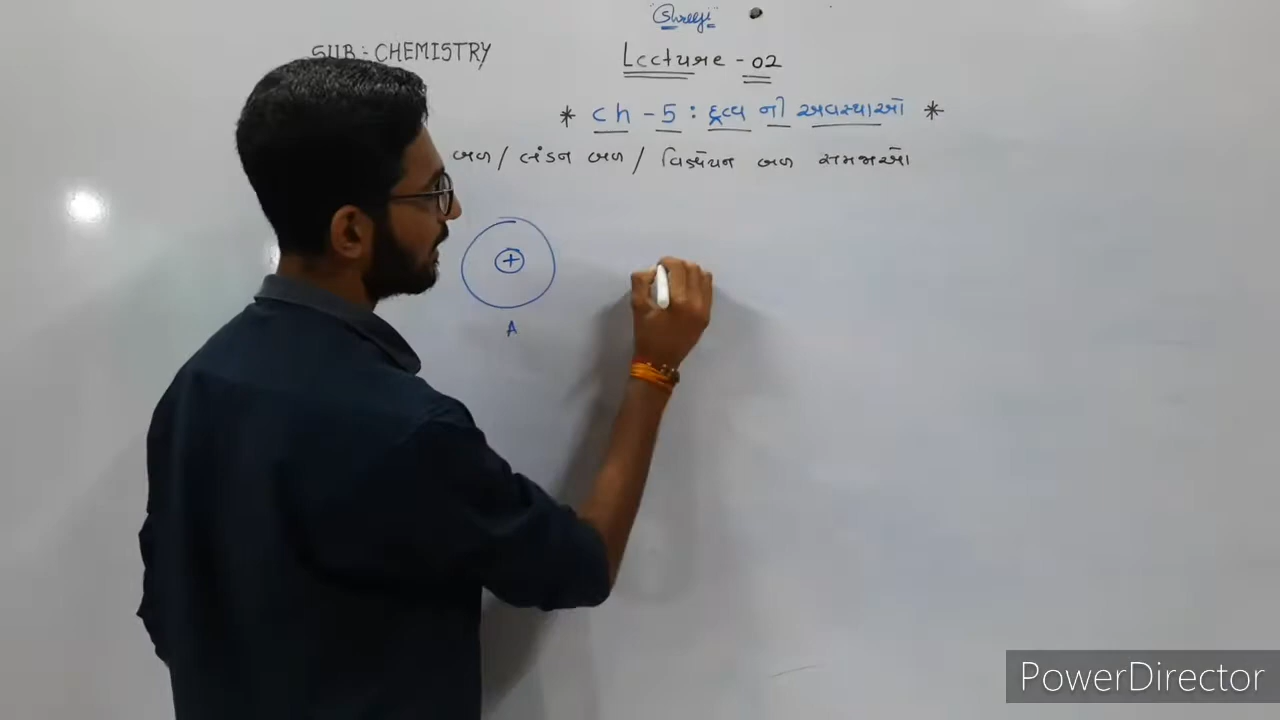 Shreeji
SUB : CHEMISTRY
Lecture - 02
* ch - 5 : દ્રવ્ય ની અવસ્થાઓ *
બળ / લંડન બળ / વિક્ષેપન બળ સમજાઓ
+
A
PowerDirector